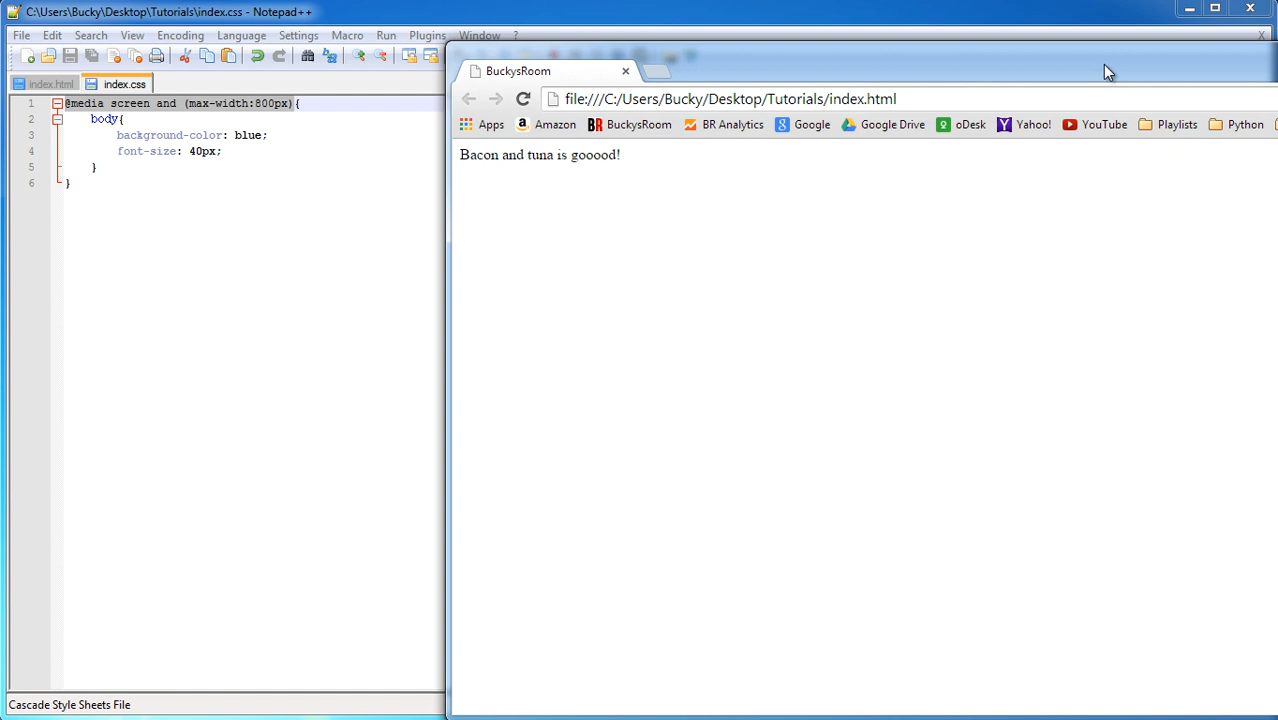 C:\Users\Bucky\Desktop\Tutorials\index.css - Notepad++
File Edit Search View Encoding Language Settings Macro Run Plugins Window ?
X
index.html index.css
1 @media screen and (max-width:800px){
2 body{
3 background-color: blue;
4 font-size: 40px;
5 }
6 }
Cascade Style Sheets File
BuckysRoom
file:///C:/Users/Bucky/Desktop/Tutorials/index.html
Apps Amazon BR BuckysRoom BR Analytics Google Google Drive oDesk Yahoo! YouTube Playlists Python
Bacon and tuna is gooood!